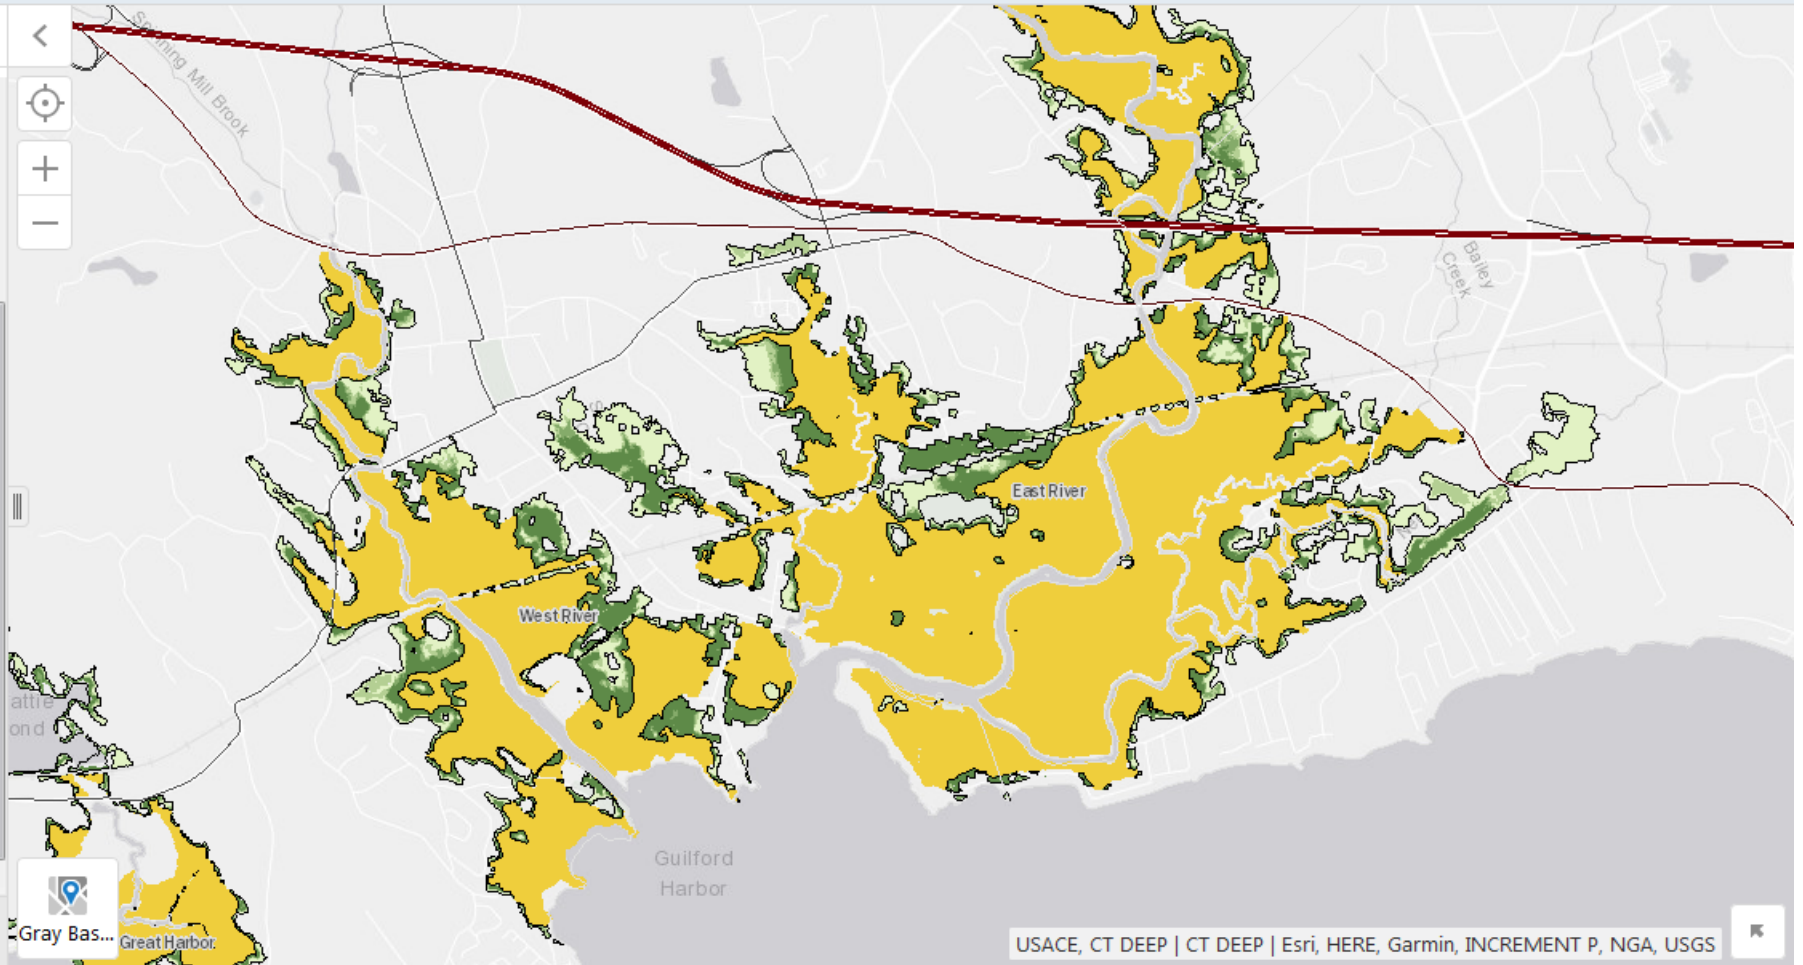 Spinning Mill Brook
Bailey
Creek
East River
West River
attle
ond
Guilford
Harbor
Gray Bas...
Great Harbor
USACE, CT DEEP | CT DEEP | Esri, HERE, Garmin, INCREMENT P, NGA, USGS